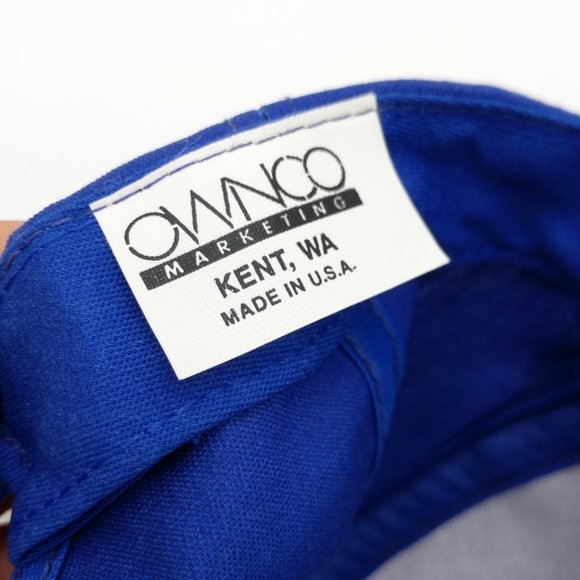 OWNCO
MARKETING
KENT, WA
MADE IN U.S.A.